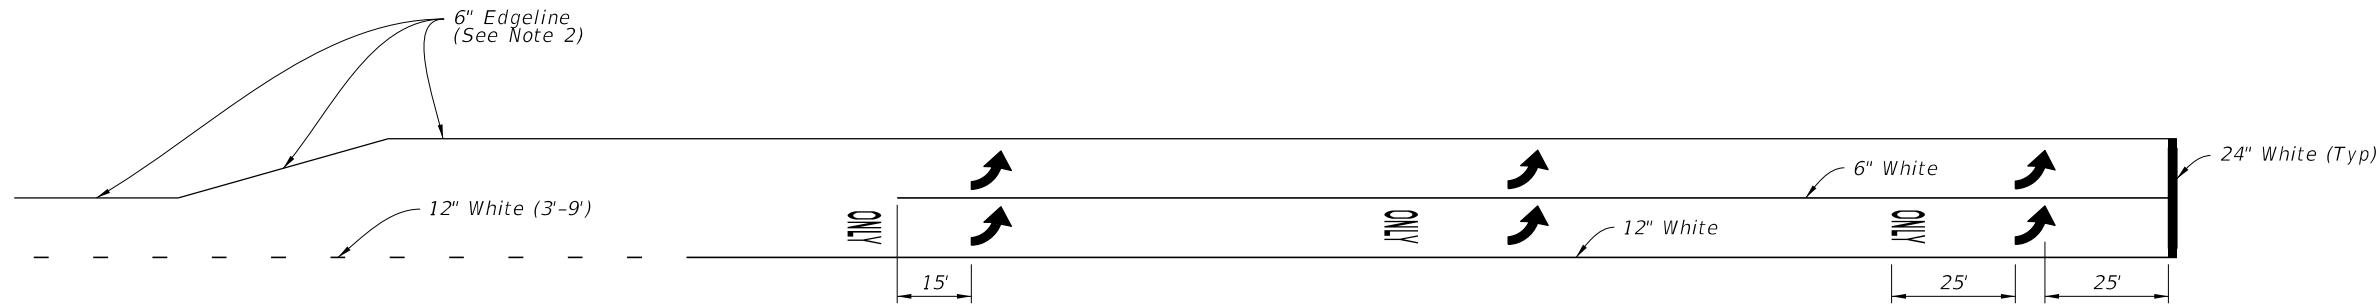 6" Edgeline
(See Note 2)
12" White (3'-9')
ONLY
ONLY
ONLY
6" White
12" White
24" White (Typ)
15'
25'
25'